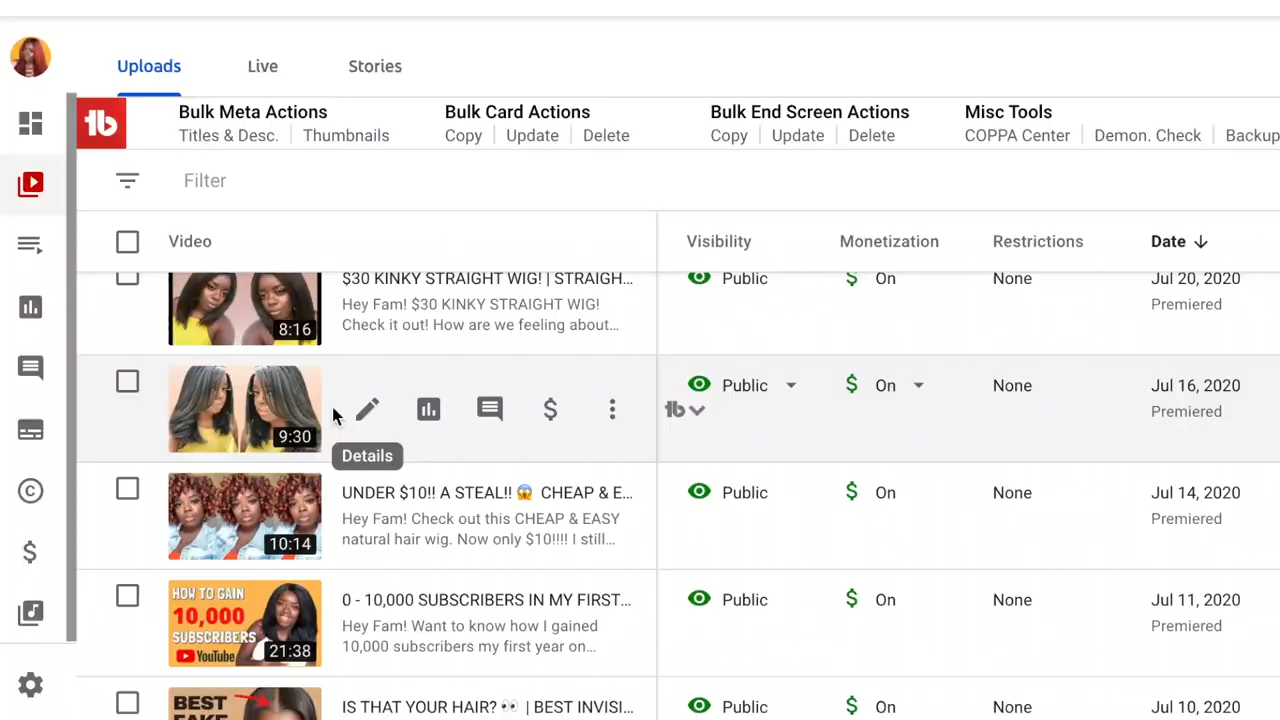 Uploads Live Stories
tb Bulk Meta Actions Bulk Card Actions Bulk End Screen Actions Misc Tools
Titles & Desc. Thumbnails Copy Update Delete Copy Update Delete COPPA Center Demon. Check Backup
Filter
Video Visibility Monetization Restrictions Date
$30 KINKY STRAIGHT WIG! | STRAIGH... Public $ On None Jul 20, 2020
Hey Fam! $30 KINKY STRAIGHT WIG! Premiered
Check it out! How are we feeling about...
8:16
Public $ On None Jul 16, 2020
$ tb Premiered
9:30
Details
UNDER $10!! A STEAL!! 😱 CHEAP & E... Public $ On None Jul 14, 2020
Hey Fam! Check out this CHEAP & EASY Premiered
natural hair wig. Now only $10!!!! I still...
10:14
HOW TO GAIN
10,000
SUBSCRIBERS
YouTube
21:38
0 - 10,000 SUBSCRIBERS IN MY FIRST... Public $ On None Jul 11, 2020
Hey Fam! Want to know how I gained Premiered
10,000 subscribers my first year on...
BEST
FAKE
IS THAT YOUR HAIR? 👀 | BEST INVISI... Public $ On None Jul 10, 2020